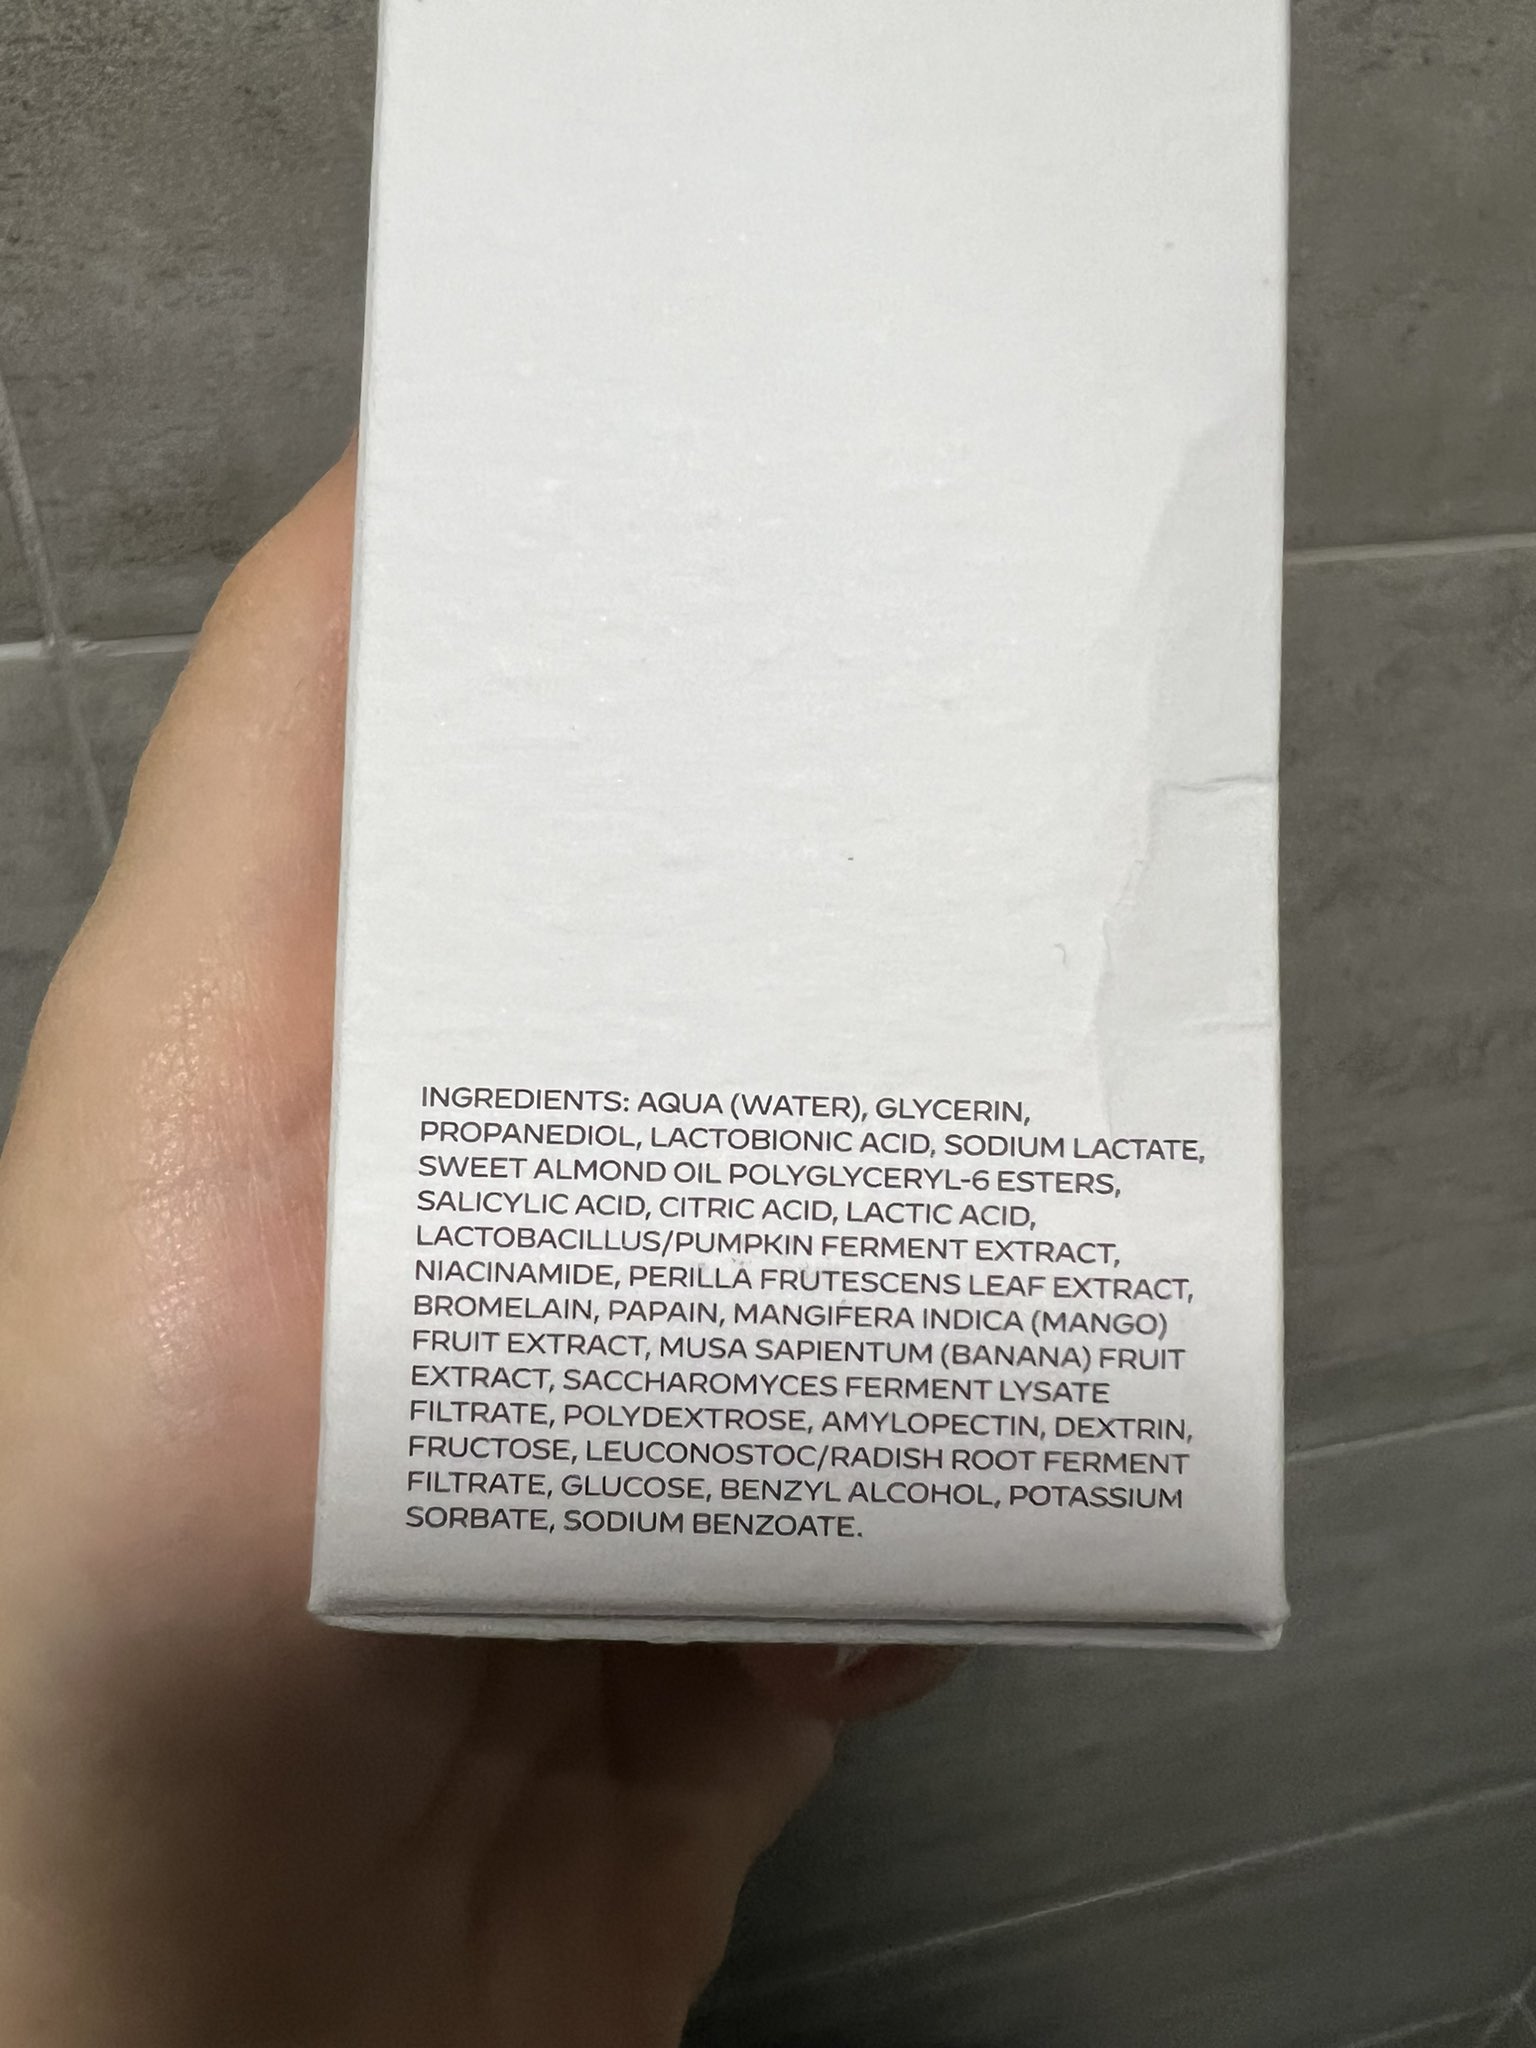 INGREDIENTS: AQUA (WATER), GLYCERIN,
PROPANEDIOL, LACTOBIONIC ACID, SODIUM LACTATE,
SWEET ALMOND OIL POLYGLYCERYL-6 ESTERS,
SALICYLIC ACID, CITRIC ACID, LACTIC ACID,
LACTOBACILLUS/PUMPKIN FERMENT EXTRACT,
NIACINAMIDE, PERILLA FRUTESCENS LEAF EXTRACT,
BROMELAIN, PAPAIN, MANGIFERA INDICA (MANGO)
FRUIT EXTRACT, MUSA SAPIENTUM (BANANA) FRUIT
EXTRACT, SACCHAROMYCES FERMENT LYSATE
FILTRATE, POLYDEXTROSE, AMYLOPECTIN, DEXTRIN,
FRUCTOSE, LEUCONOSTOC/RADISH ROOT FERMENT
FILTRATE, GLUCOSE, BENZYL ALCOHOL, POTASSIUM
SORBATE, SODIUM BENZOATE.